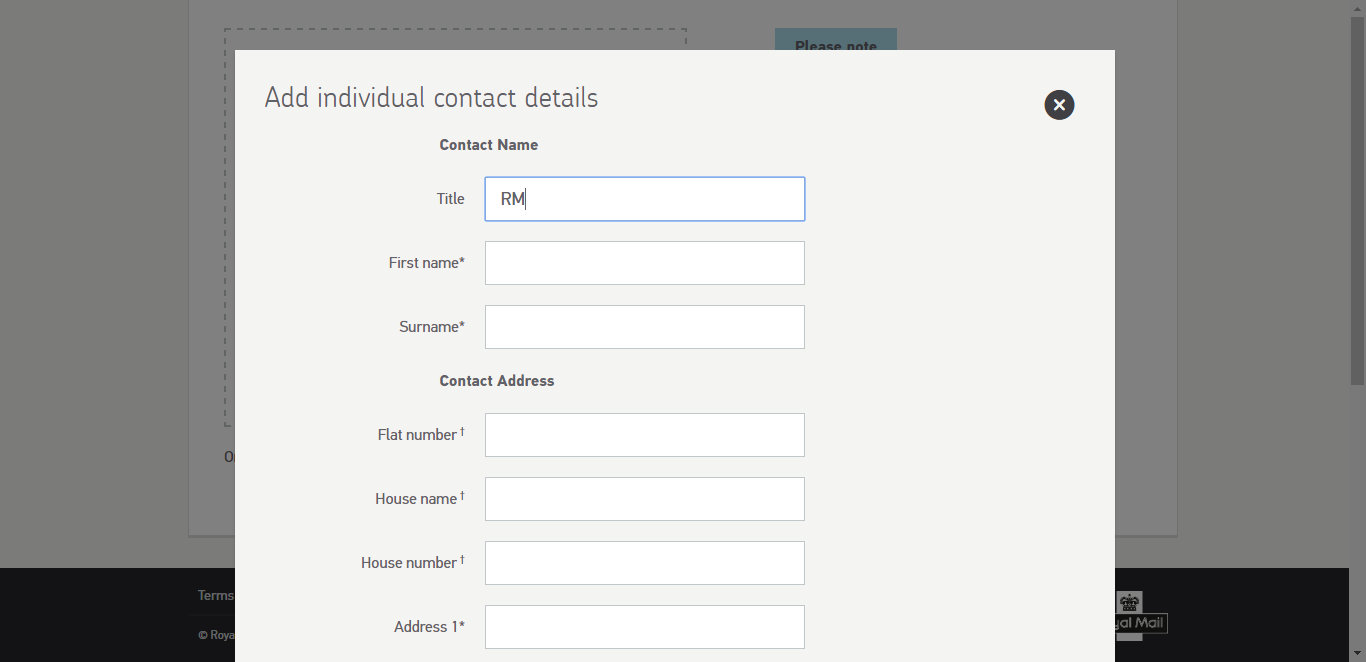 Please note
Add individual contact details
Contact Name
Title RM
First name*
Surname*
Contact Address
Flat number †
House name †
House number †
Address 1*
Terms
© Roya
yal Mail